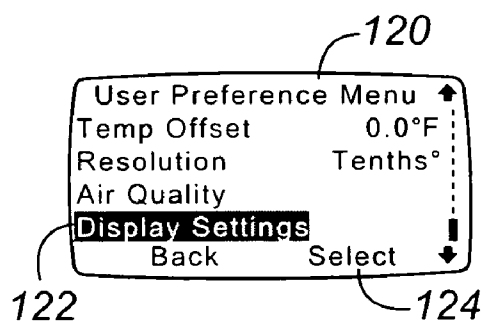 120
User Preference Menu
Temp Offset 0.0°F
Resolution Tenths°
Air Quality
Display Settings
Back Select
122 124